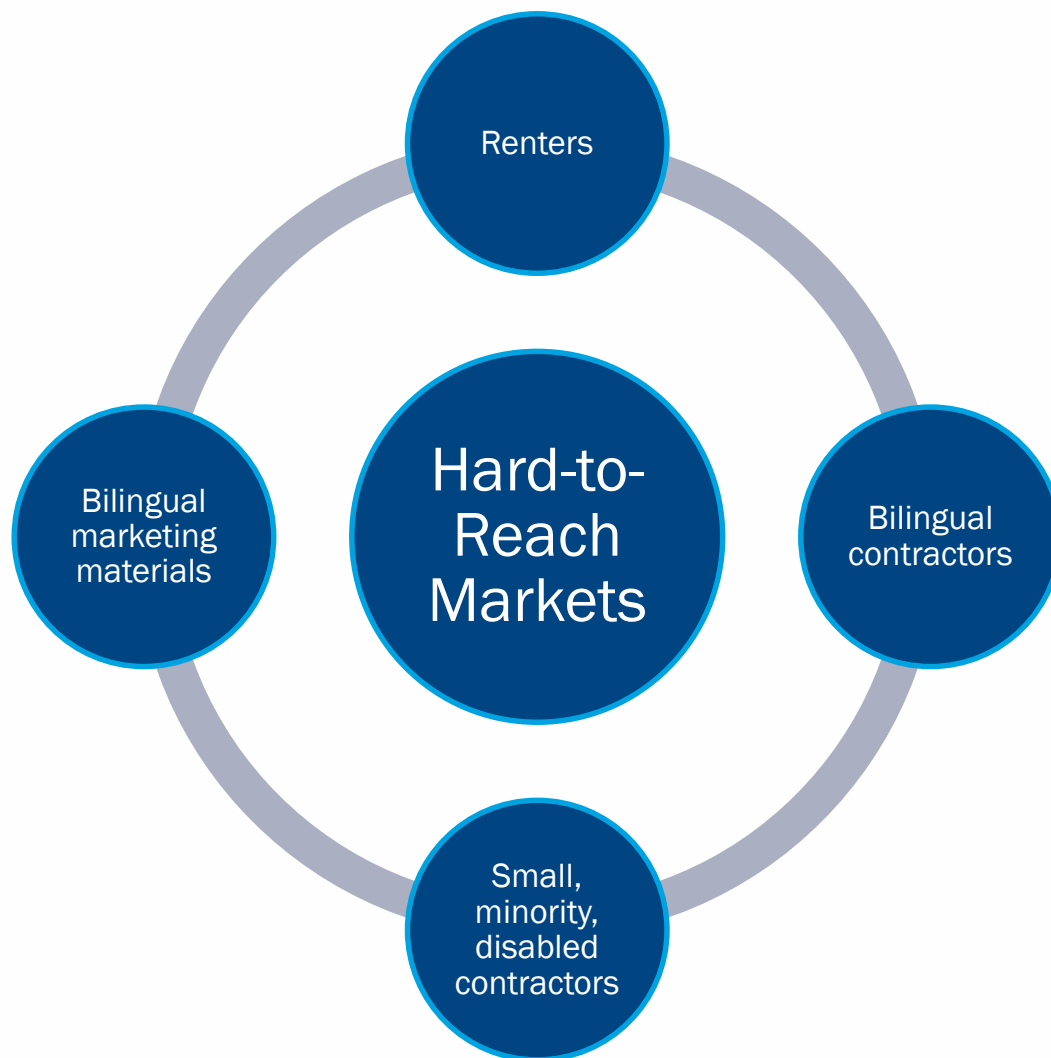 Renters
Hard-to-
Reach
Markets
Bilingual
marketing
materials
Bilingual
contractors
Small,
minority,
disabled
contractors